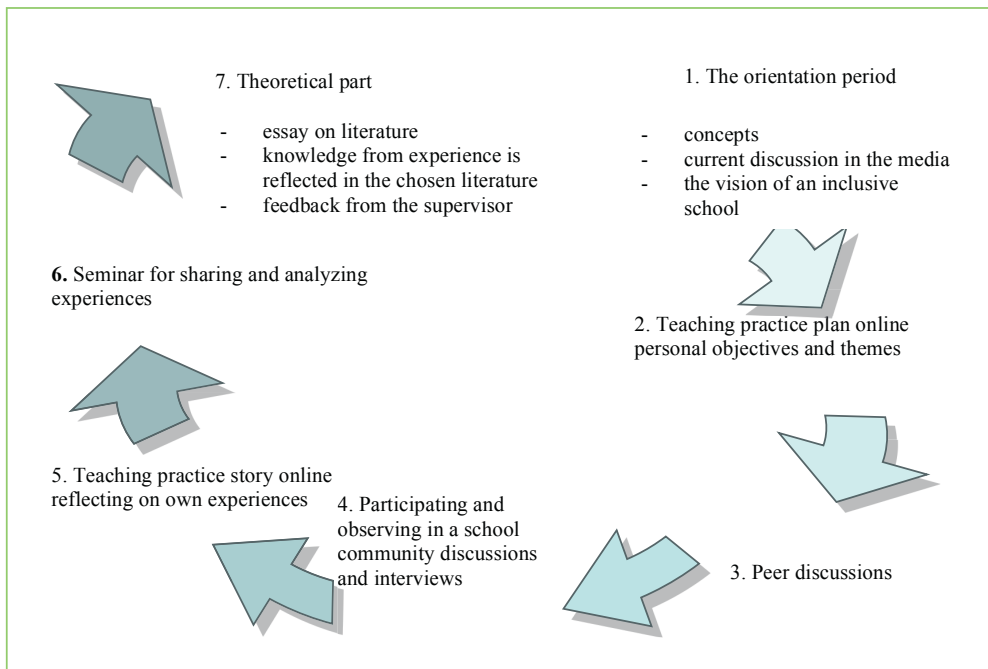 1. The orientation period
- concepts
- current discussion in the media
- the vision of an inclusive
school
2. Teaching practice plan online
personal objectives and themes
3. Peer discussions
4. Participating and
observing in a school
community discussions
and interviews
5. Teaching practice story online
reflecting on own experiences
6. Seminar for sharing and analyzing
experiences
7. Theoretical part
- essay on literature
- knowledge from experience is
reflected in the chosen literature
- feedback from the supervisor